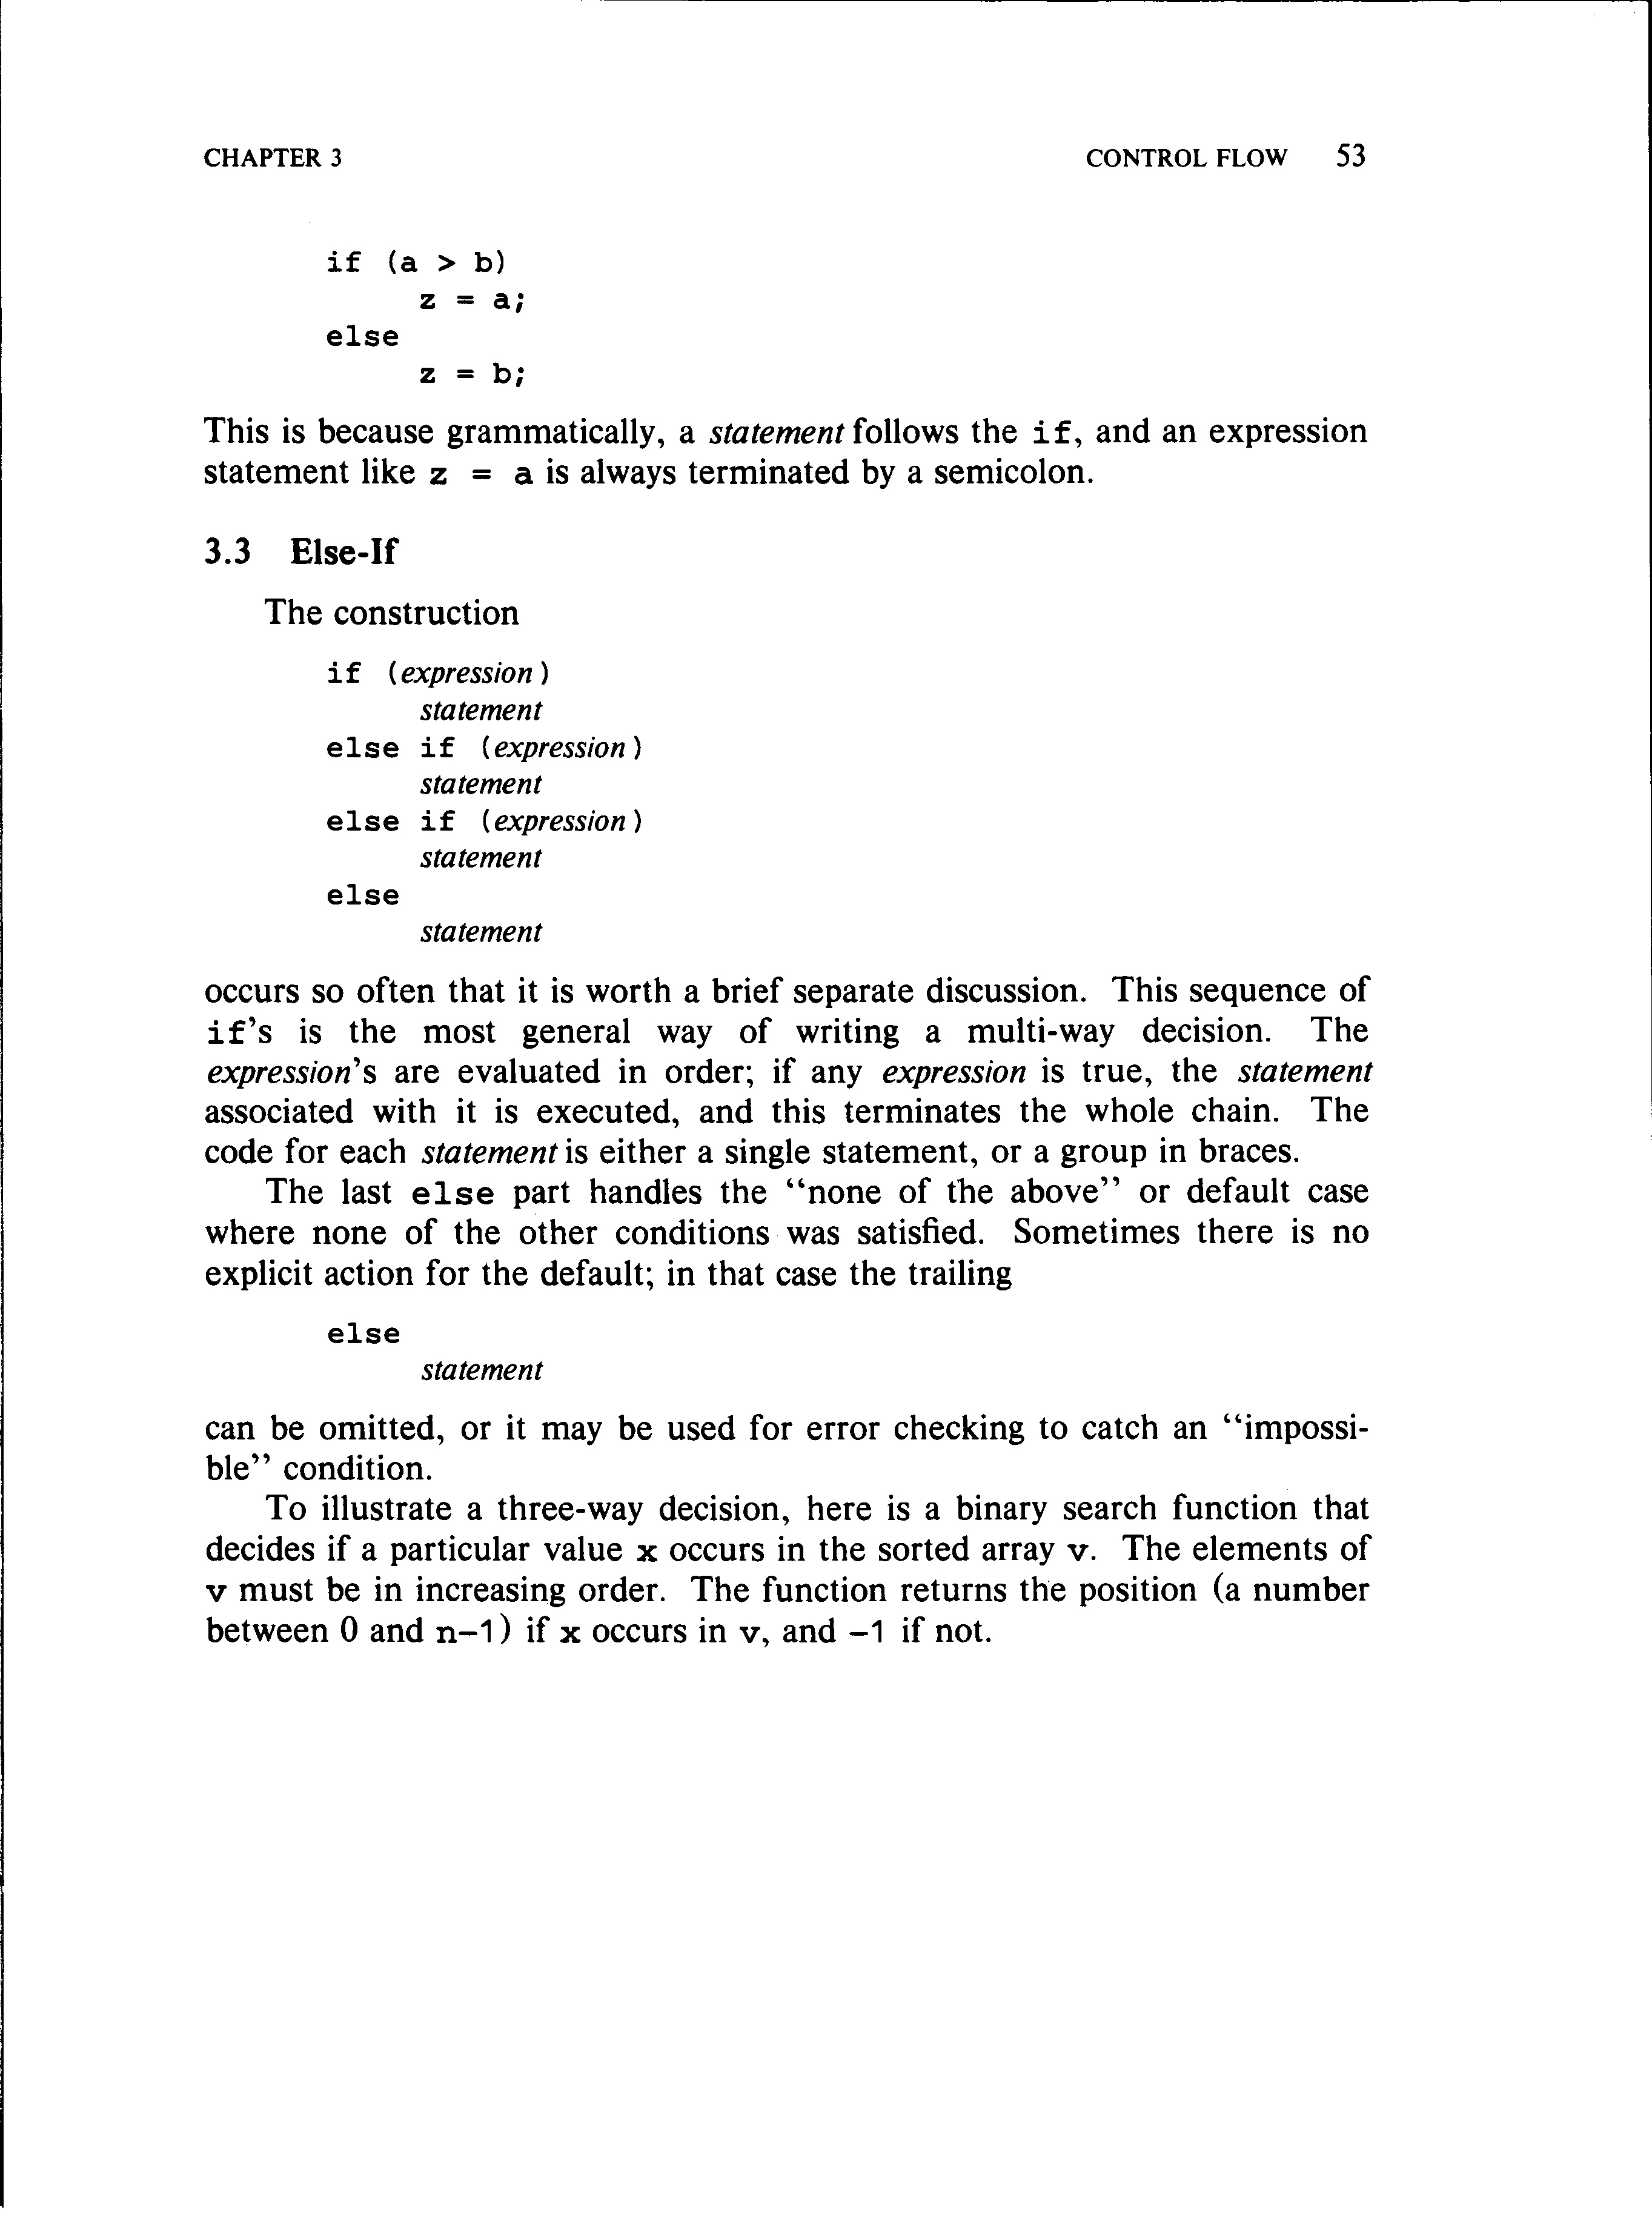 CHAPTER 3 CONTROL FLOW 53
if (a > b)
z = a;
else
z = b;
This is because grammatically, a statement follows the if, and an expression
statement like z = a is always terminated by a semicolon.
3.3 Else-If
The construction
if (expression)
statement
else if (expression)
statement
else if (expression)
statement
else
statement
occurs so often that it is worth a brief separate discussion. This sequence of
if's is the most general way of writing a multi-way decision. The
expression's are evaluated in order; if any expression is true, the statement
associated with it is executed, and this terminates the whole chain. The
code for each statement is either a single statement, or a group in braces.
The last else part handles the “none of the above” or default case
where none of the other conditions was satisfied. Sometimes there is no
explicit action for the default; in that case the trailing
else
statement
can be omitted, or it may be used for error checking to catch an “impossi-
ble” condition.
To illustrate a three-way decision, here is a binary search function that
decides if a particular value x occurs in the sorted array v. The elements of
v must be in increasing order. The function returns the position (a number
between 0 and n−1) if x occurs in v, and −1 if not.